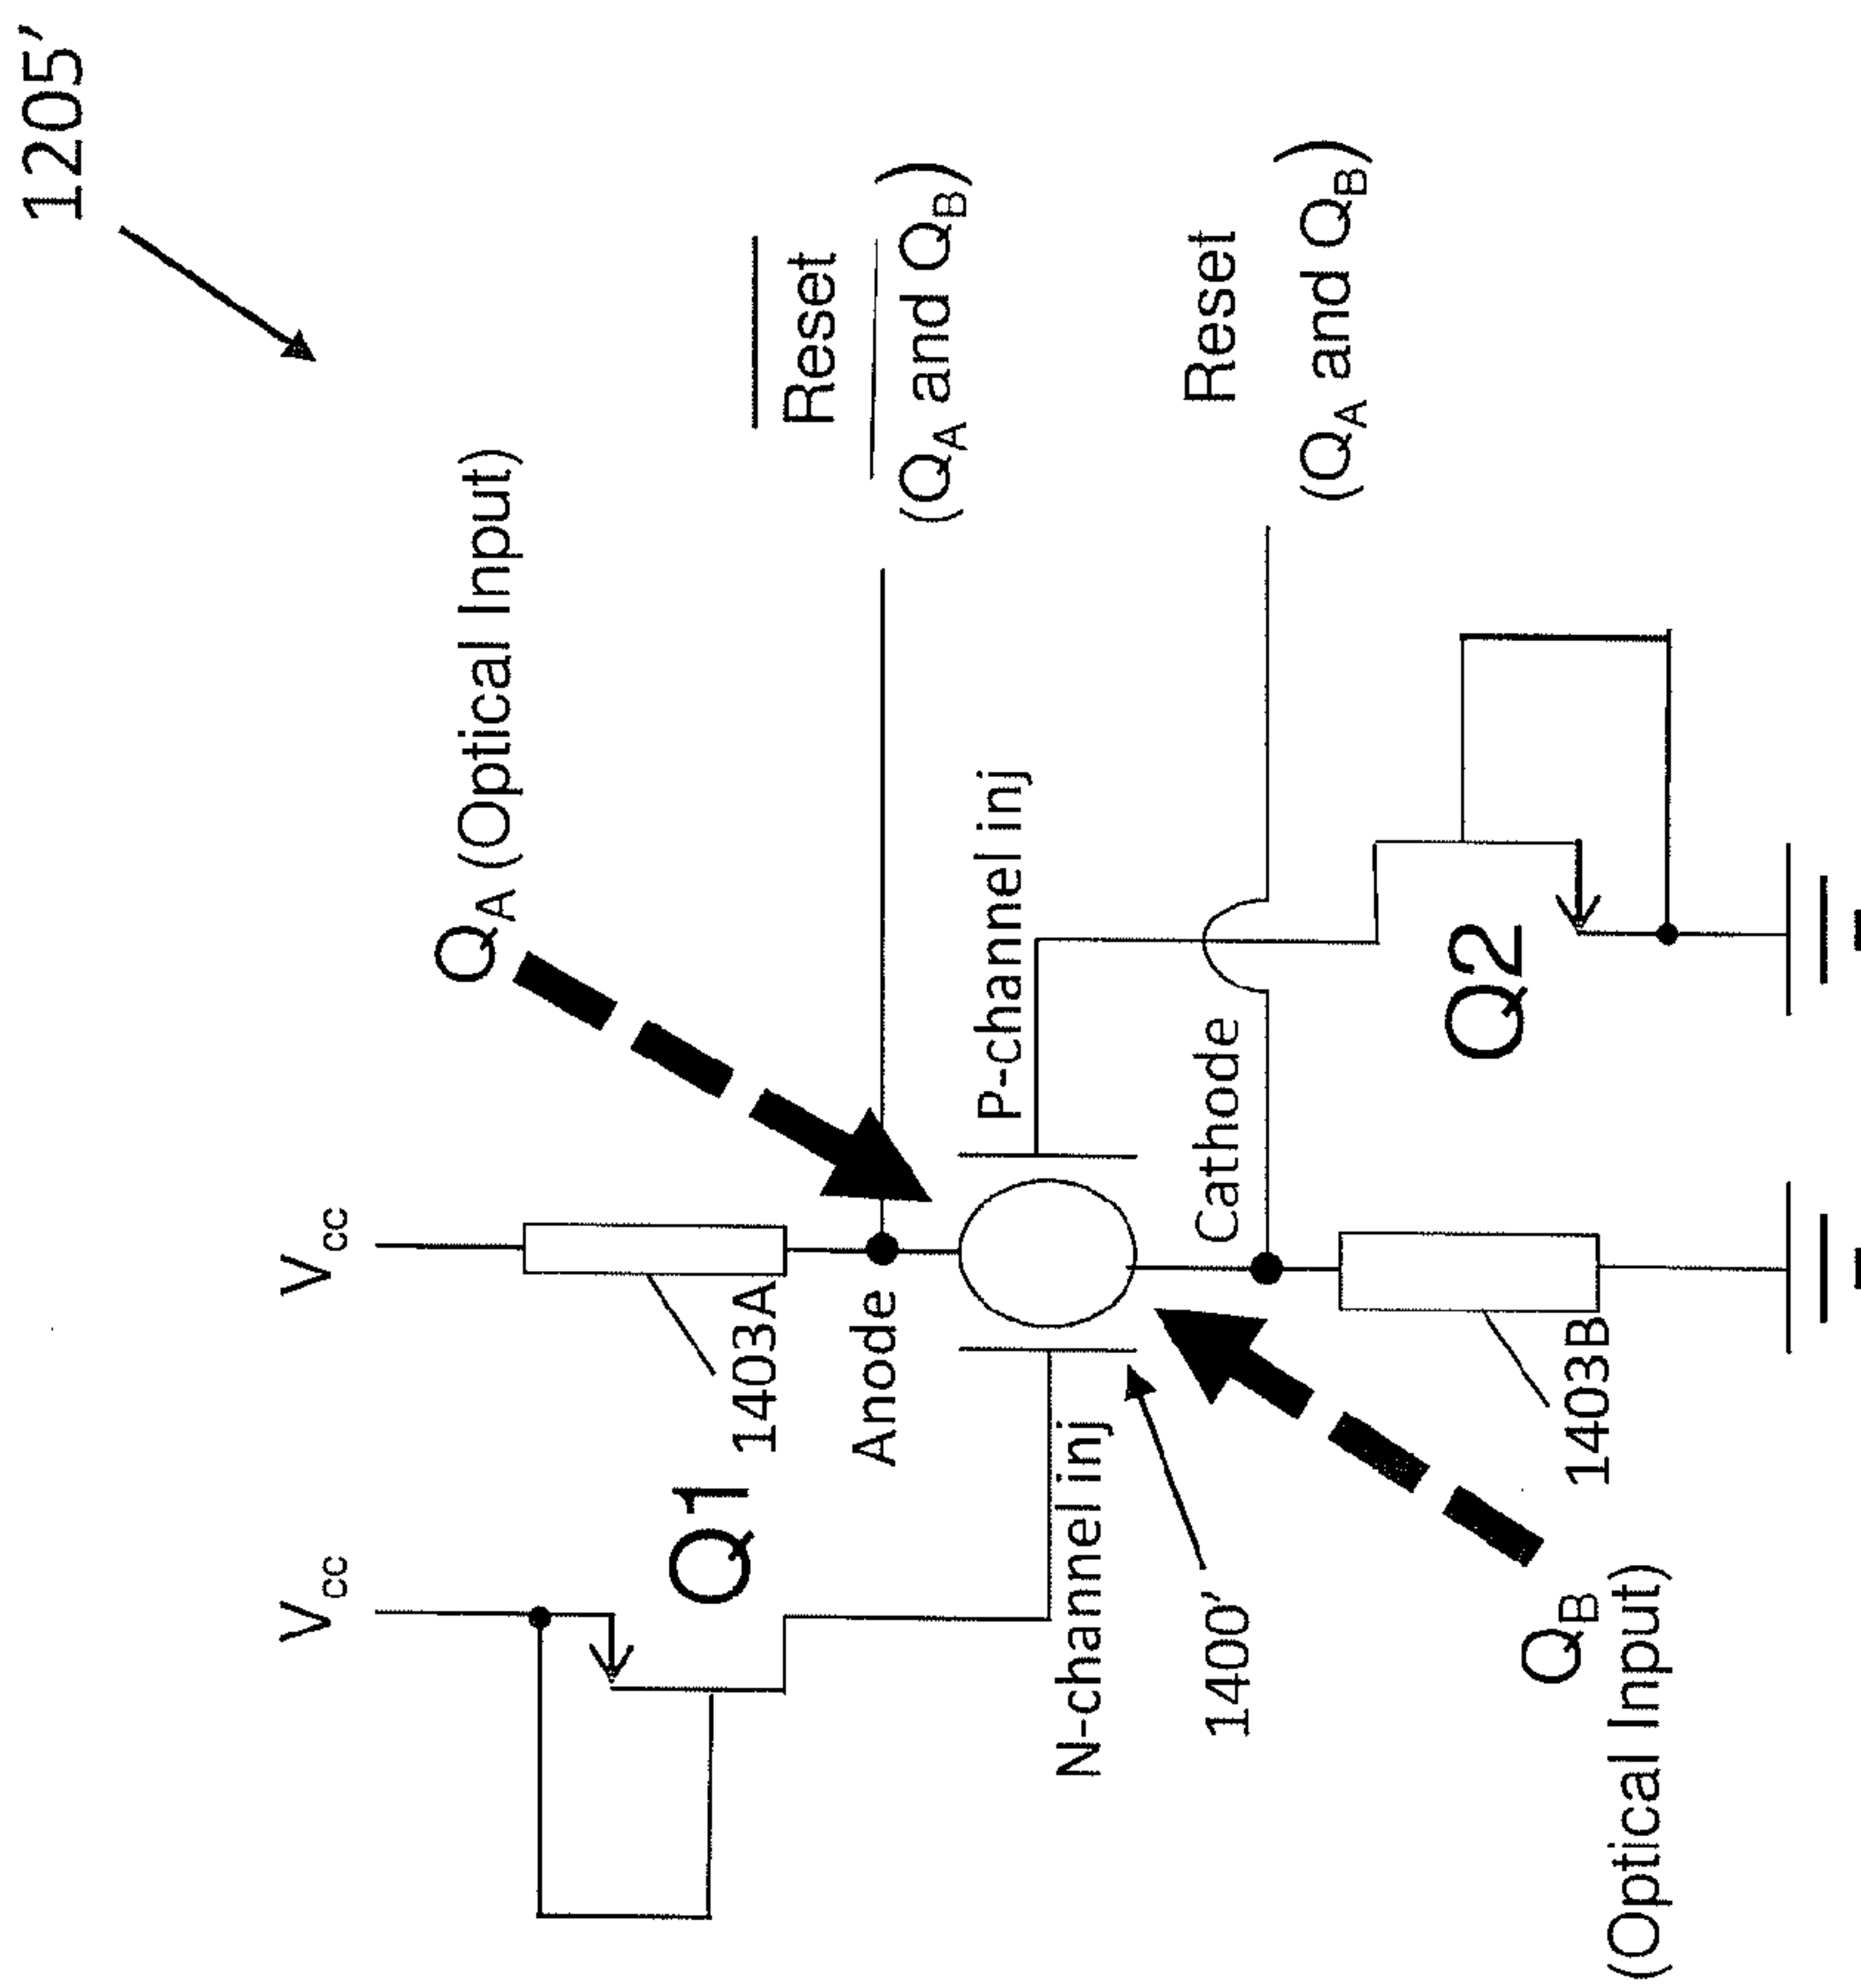 1205’
Vcc
Vcc
QA (Optical Input)
Q1
1403A
Reset
(QA and QB)
Anode
P-channel inj
N-channel inj
Cathode
Reset
(QA and QB)
1400’
Q2
1403B
QB
(Optical Input)